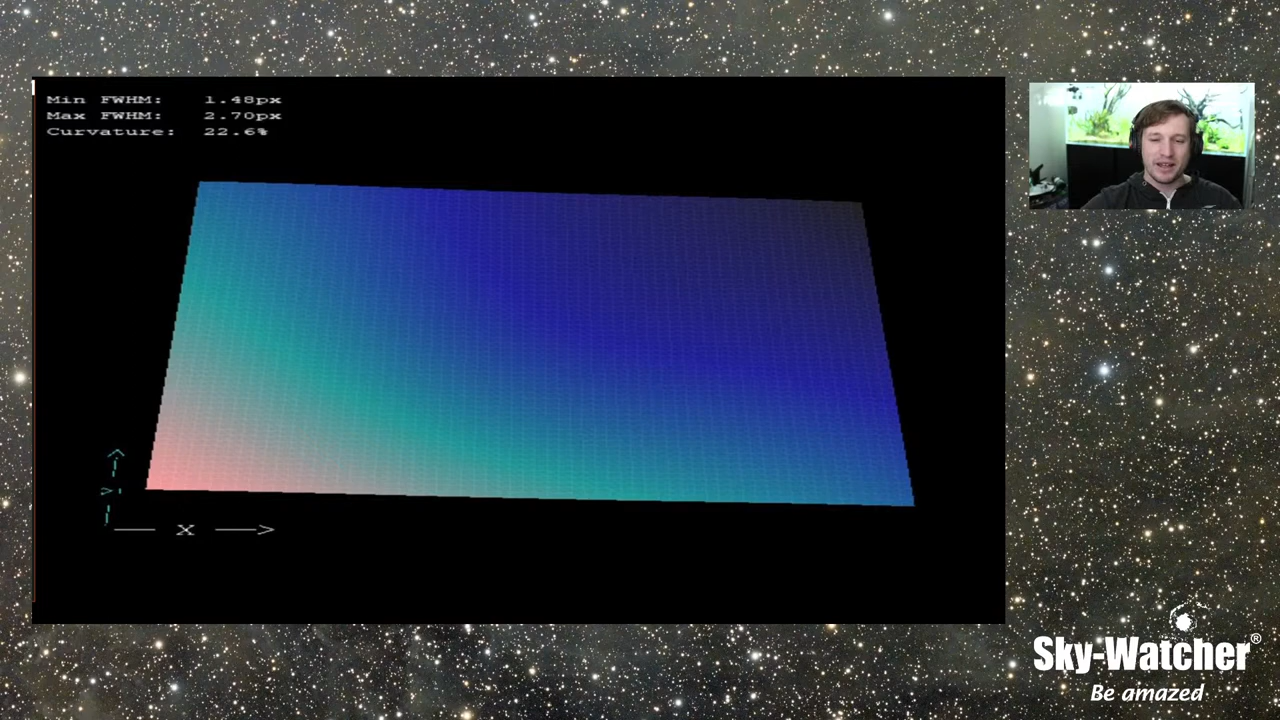 Min FWHM: 1.48px
Max FWHM: 2.70px
Curvature: 22.6%
Y
X
Sky-Watcher®
Be amazed